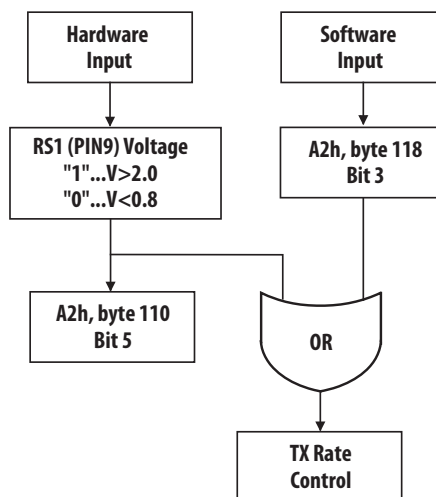 Hardware
Input
Software
Input
RS1 (PIN9) Voltage
"1"...V>2.0
"0"...V<0.8
A2h, byte 118
Bit 3
A2h, byte 110
Bit 5
OR
TX Rate
Control